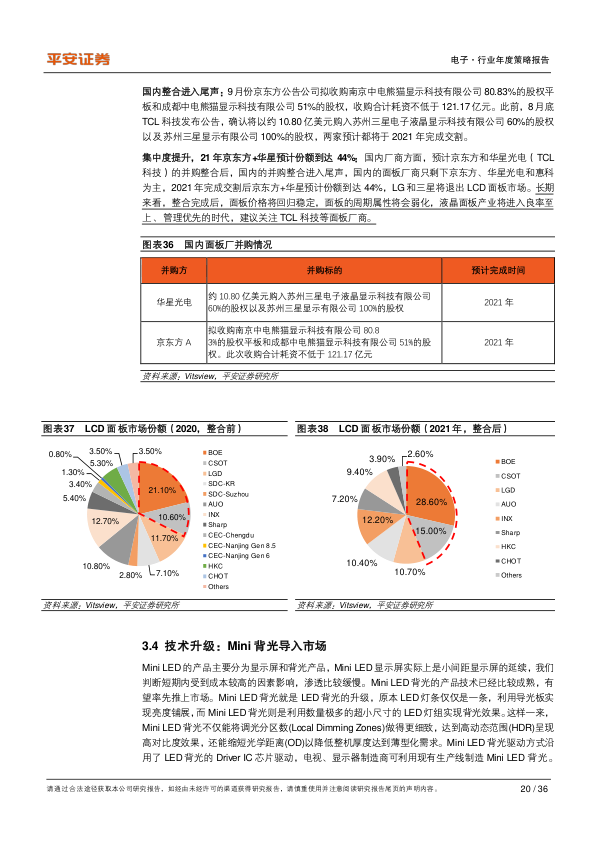 平安证券
电子·行业年度策略报告
国内整合进入尾声：9月份京东方公告公司拟收购南京中电熊猫显示科技有限公司 80.83%的股权平
板和成都中电熊猫显示科技有限公司 51%的股权，收购合计耗资不低于 121.17 亿元。此前，8 月底
TCL 科技发布公告，确认将以约 10.80 亿美元购入苏州三星电子液晶显示科技有限公司 60%的股权
以及苏州三星显示有限公司 100%的股权，两家预计都将于 2021 年完成交割。
集中度提升，21 年京东方+华星预计份额到达 44%。国内厂商方面，预计京东方和华星光电（TCL
科技）的并购整合后，国内的并购整合进入尾声，国内的面板厂商只剩下京东方、华星光电和惠科
为主，2021 年完成交割后京东方+华星预计份额到达 44%，LG 和三星将退出 LCD 面板市场。长期
来看，整合完成后，面板价格将回归稳定，面板的周期属性将会弱化，液晶面板产业将进入良率至
上、管理优先的时代，建议关注 TCL 科技等面板厂商。
图表36 国内面板厂并购情况
并购方 并购标的 预计完成时间
华星光电 约 10.80 亿美元购入苏州三星电子液晶显示科技有限公司 2021 年
60%的股权以及苏州三星显示有限公司 100%的股权
拟收购南京中电熊猫显示科技有限公司 80.8
京东方 A 3%的股权平板和成都中电熊猫显示科技有限公司 51%的股 2021 年
权。此次收购合计耗资不低于 121.17 亿元
资料来源：Vitsview，平安证券研究所
图表37 LCD 面板市场份额（2020，整合前）
21.10%
10.60%
11.70%
7.10%
2.80%
10.80%
12.70%
5.40%
3.40%
1.30%
0.80%
5.30%
3.50%
3.50%
BOE
CSOT
LGD
SDC-KR
SDC-Suzhou
AUO
INX
Sharp
CEC-Chengdu
CEC-Nanjing Gen 8.5
CEC-Nanjing Gen 6
HKC
CHOT
Others
资料来源：Vitsview，平安证券研究所
图表38 LCD 面板市场份额（2021 年，整合后）
28.60%
15.00%
10.70%
10.40%
12.20%
7.20%
9.40%
3.90%
2.60%
BOE
CSOT
LGD
AUO
INX
Sharp
HKC
CHOT
Others
资料来源：Vitsview，平安证券研究所
3.4 技术升级：Mini 背光导入市场
Mini LED 的产品主要分为显示屏和背光产品，Mini LED 显示屏实际上是小间距显示屏的延续，我们
判断短期内受到成本较高的因素影响，渗透比较缓慢。Mini LED 背光的产品技术已经比较成熟，有
望率先推上市场。Mini LED 背光就是 LED 背光的升级，原本 LED 灯条仅仅是一条，利用导光板实
现亮度铺展，而 Mini LED 背光则是利用数量极多的超小尺寸的 LED 灯组实现背光效果。这样一来，
Mini LED 背光不仅能将调光分区数(Local Dimming Zones)做得更细致，达到高动态范围(HDR)呈现
高对比度效果，还能缩短光学距离(OD)以降低整机厚度达到薄型化需求。Mini LED 背光驱动方式沿
用了 LED 背光的 Driver IC 芯片驱动，电视、显示器制造商可利用现有生产线制造 Mini LED 背光。
请通过合法途径获取本公司研究报告，如经由未经许可的渠道获得研究报告，请慎重使用并注意阅读研究报告尾页的声明内容。
20 / 36